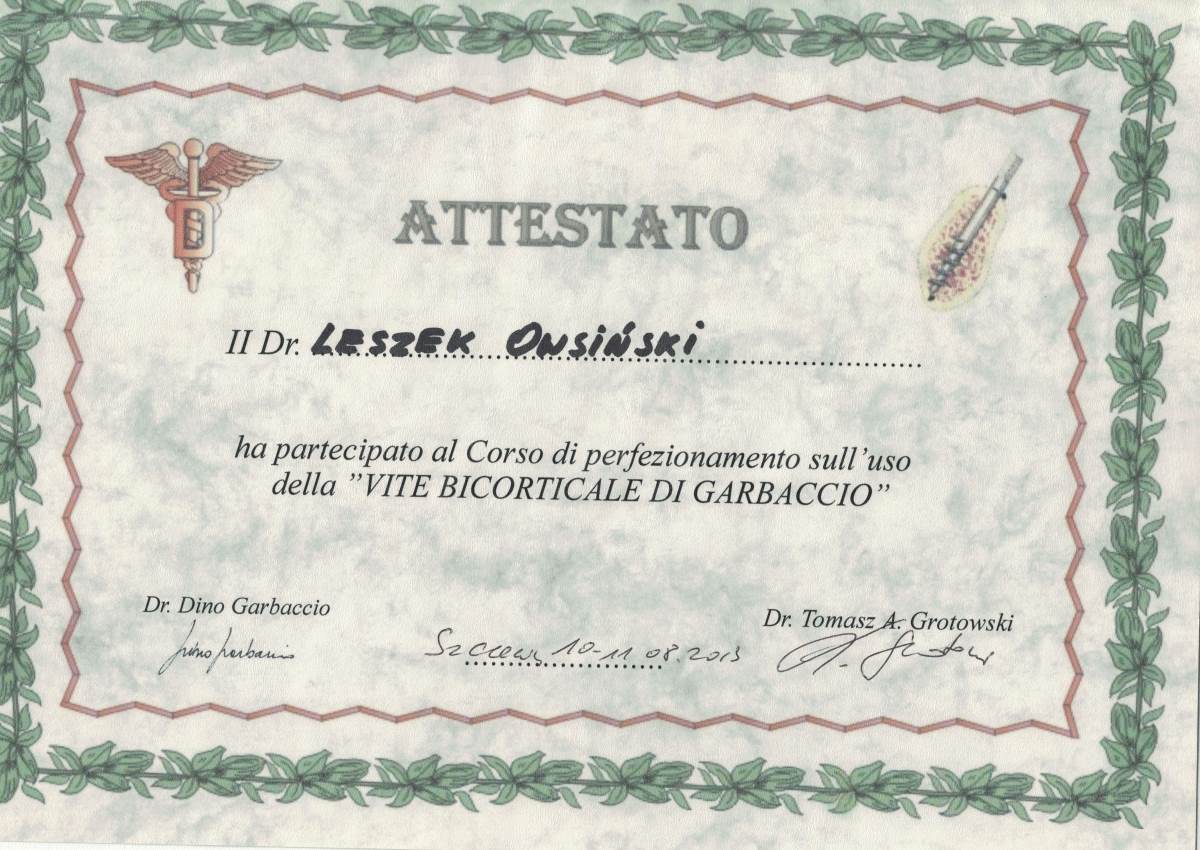 ATTESTATO
Il Dr. LESZEK OWSIŃSKI
ha partecipato al Corso di perfezionamento sull'uso
della "VITE BICORTICALE DI GARBACCIO"
Dr. Dino Garbaccio
Dr. Tomasz A. Grotowski
10-11 08.2013